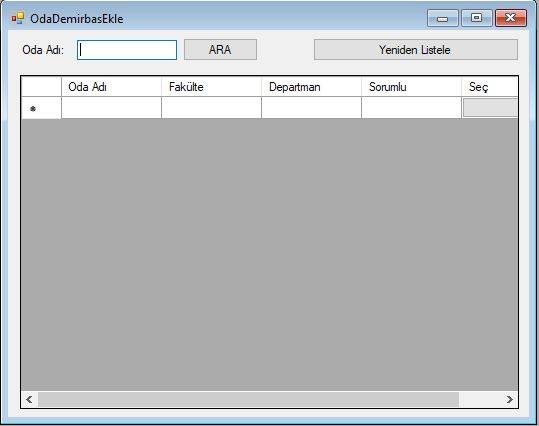 OdaDemirbasEkle
Oda Adı: ARA Yeniden Listele
Oda Adı Fakülte Departman Sorumlu Seç